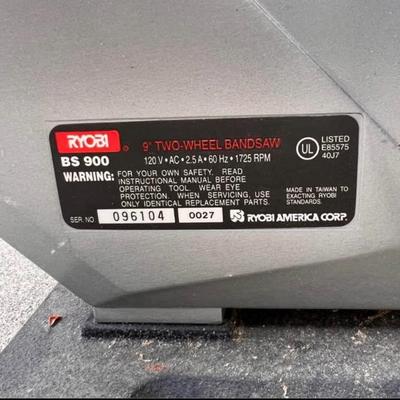 RYOBI
9" TWO-WHEEL BANDSAW
BS 900
120 V • AC • 2.5 A • 60 Hz • 1725 RPM
WARNING: FOR YOUR OWN SAFETY. READ
INSTRUCTIONAL MANUAL BEFORE
OPERATING TOOL. WEAR EYE
PROTECTION. WHEN SERVICING, USE
ONLY IDENTICAL REPLACEMENT PARTS.
UL
LISTED
E85575
40J7
MADE IN TAIWAN TO
EXACTING RYOBI
STANDARDS.
SER. NO 096104 0027 RYOBI AMERICA CORP.